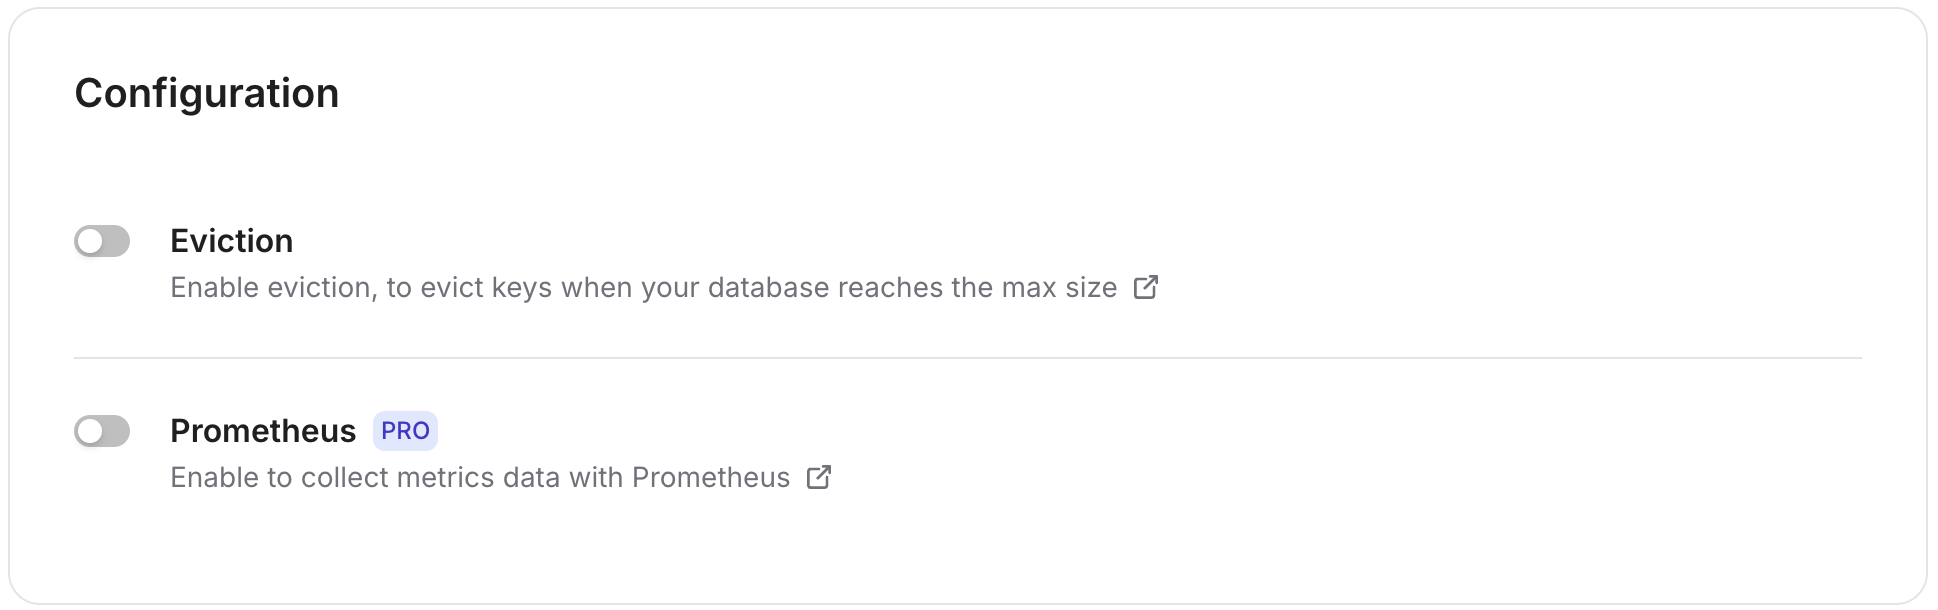 Configuration
Eviction
Enable eviction, to evict keys when your database reaches the max size
Prometheus PRO
Enable to collect metrics data with Prometheus